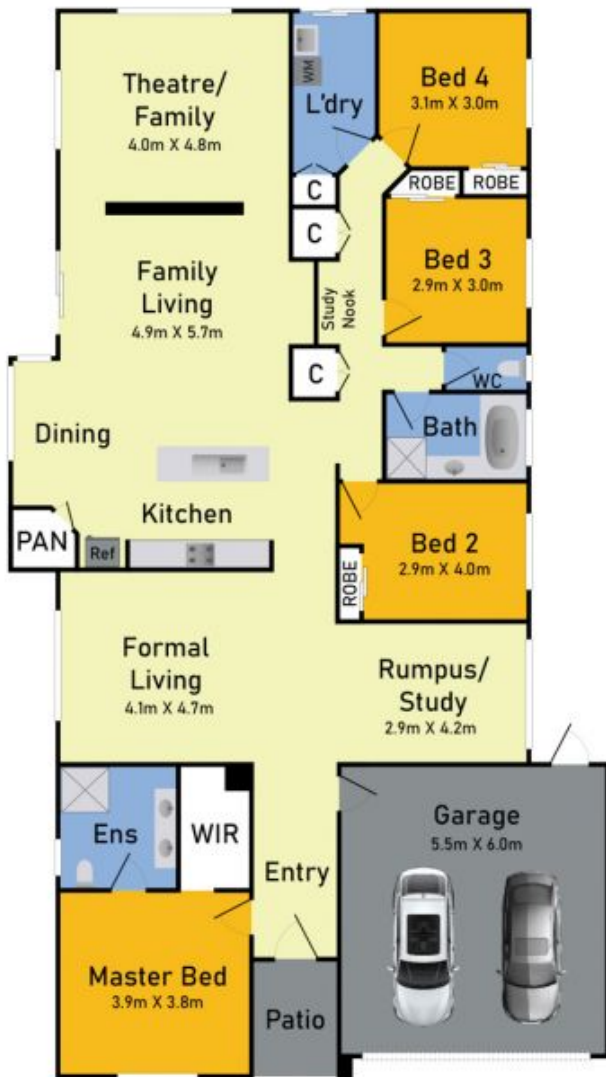 Theatre/
Family
4.0m X 4.8m
WM
L'dry
Bed 4
3.1m X 3.0m
C
ROBE
ROBE
C
Family
Living
4.9m X 5.7m
Study
Nook
Bed 3
2.9m X 3.0m
C
WC
Dining
Bath
Kitchen
PAN
Ref
Bed 2
2.9m X 4.0m
ROBE
Formal
Living
4.1m X 4.7m
Rumpus/
Study
2.9m X 4.2m
Ens
WIR
Entry
Garage
5.5m X 6.0m
Master Bed
3.9m X 3.8m
Patio